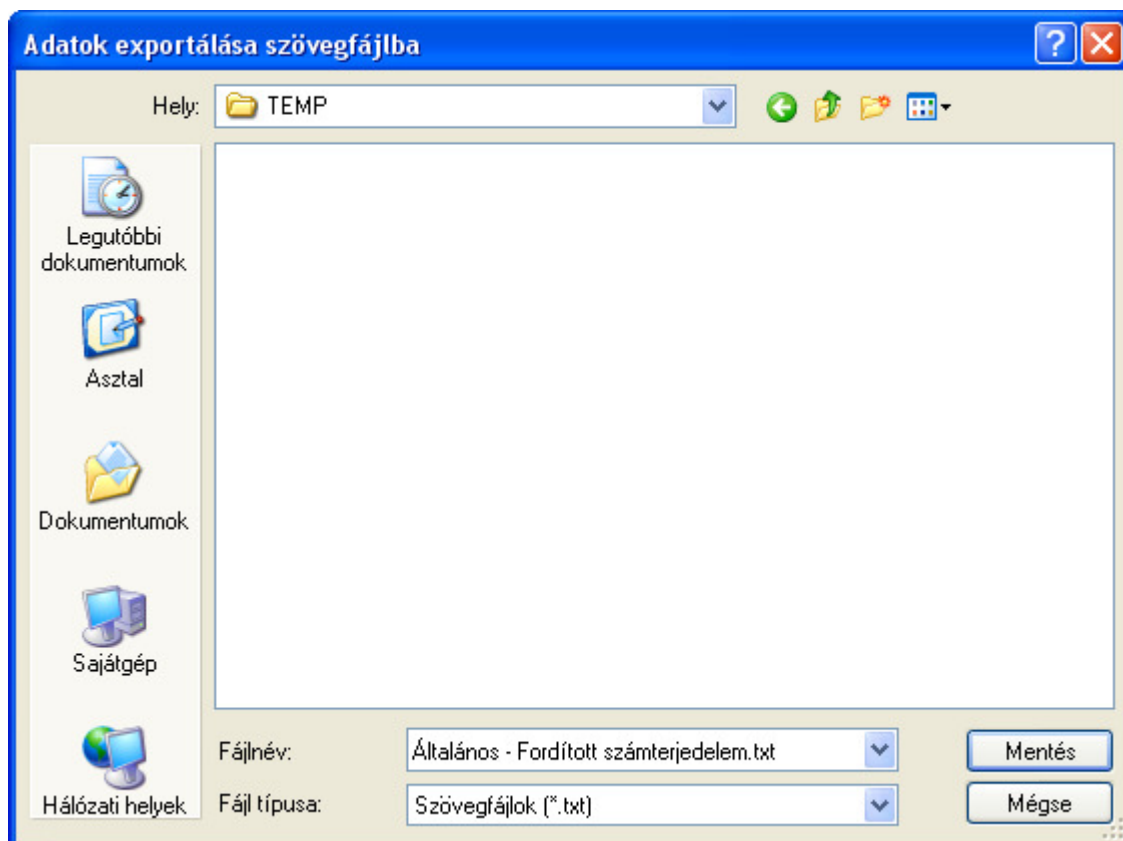 Adatok exportálása szövegfájlba
Hely: TEMP
Legutóbbi
dokumentumok
Asztal
Dokumentumok
Sajátgép
Hálózati helyek
Fájlnév: Általános - Fordított számterjedelem.txt Mentés
Fájl típusa: Szövegfájlok (*.txt) Mégse